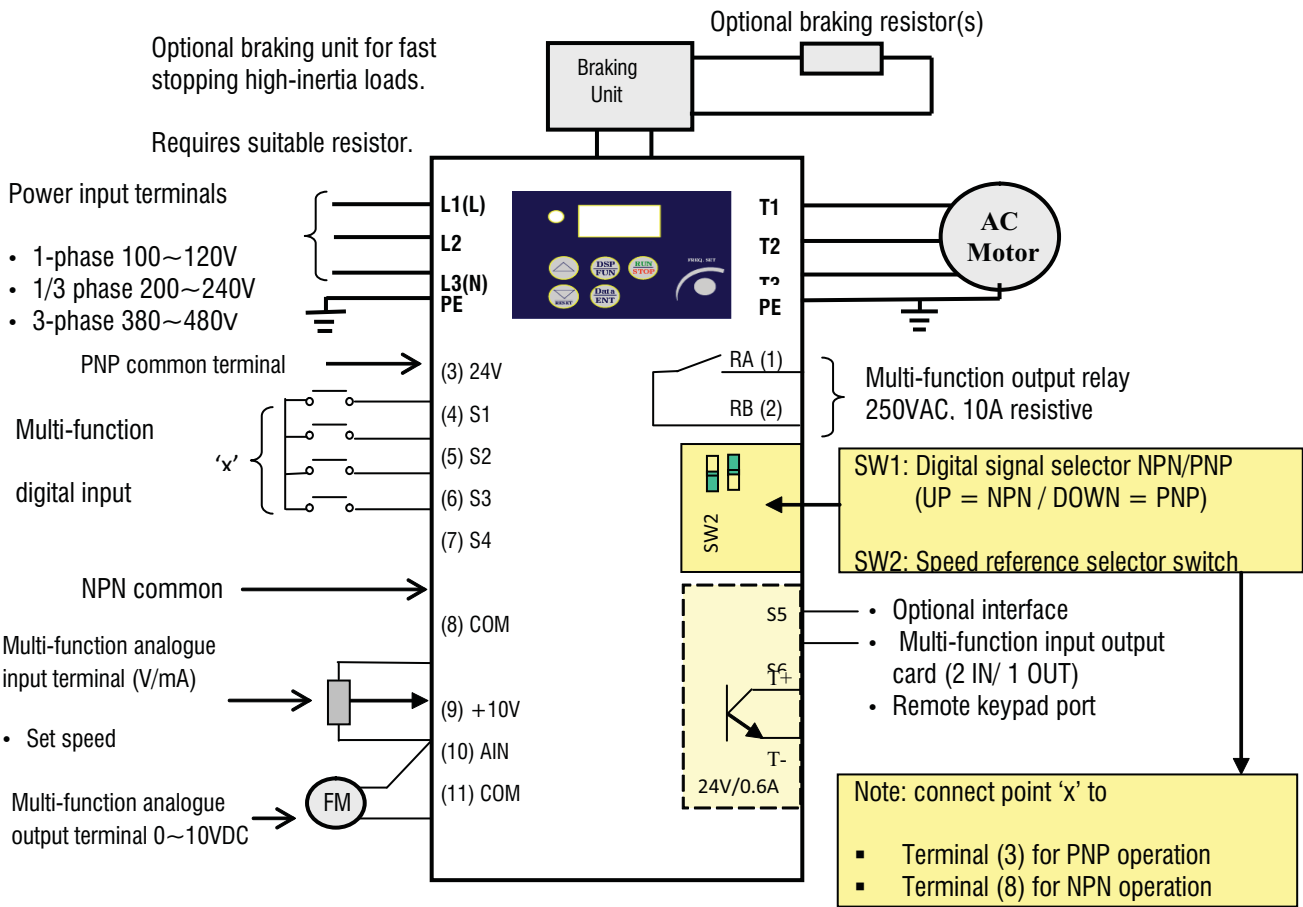 Optional braking resistor(s)
Optional braking unit for fast
stopping high-inertia loads.
Requires suitable resistor.
Braking
Unit
Power input terminals
• 1-phase 100~120V
• 1/3 phase 200~240V
• 3-phase 380~480V
L1(L)
L2
L3(N)
PE
DSP
FUN
RUN
STOP
FREQ. SET
RESET
Data
ENT
T1
T2
T3
PE
AC
Motor
PNP common terminal
(3) 24V
(4) S1
(5) S2
(6) S3
(7) S4
Multi-function
digital input
‘x’
NPN common
(8) COM
Multi-function analogue
input terminal (V/mA)
• Set speed
(9) +10V
(10) AIN
(11) COM
FM
Multi-function analogue
output terminal 0~10VDC
RA (1)
RB (2)
Multi-function output relay
250VAC, 10A resistive
SW2
SW1: Digital signal selector NPN/PNP
(UP = NPN / DOWN = PNP)
SW2: Speed reference selector switch
S5
S6
T+
T-
24V/0.6A
• Optional interface
• Multi-function input output
card (2 IN/ 1 OUT)
• Remote keypad port
Note: connect point ‘x’ to
▪ Terminal (3) for PNP operation
▪ Terminal (8) for NPN operation